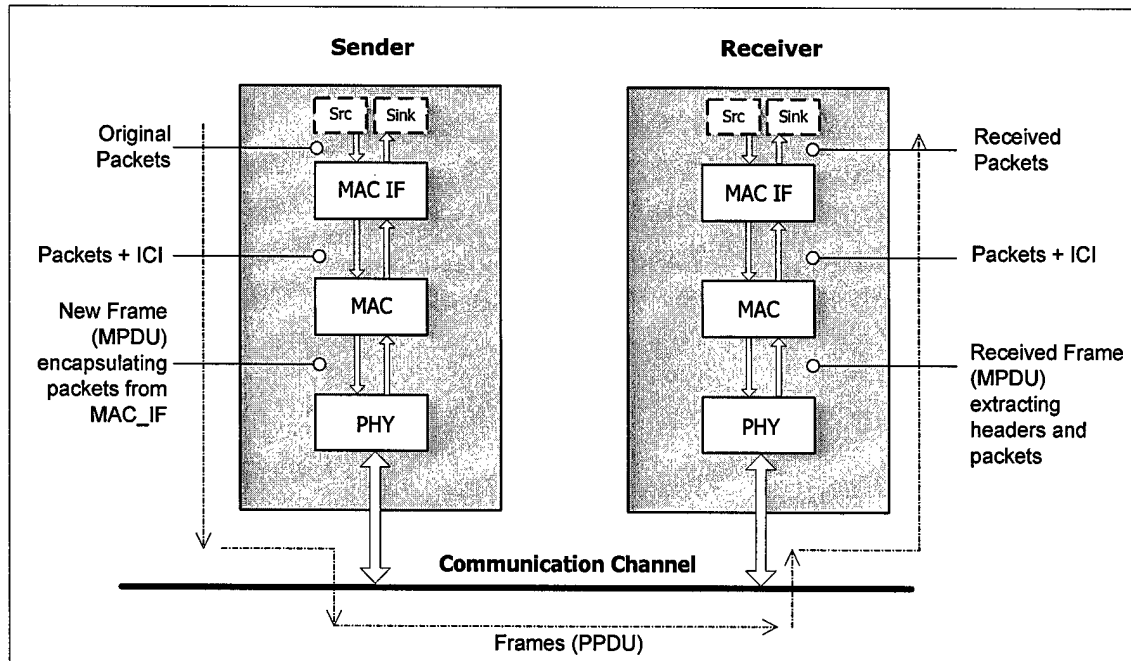 Sender
Receiver
Src
Sink
Src
Sink
Original
Packets
Received
Packets
MAC IF
MAC IF
Packets + ICI
Packets + ICI
MAC
MAC
New Frame
(MPDU)
encapsulating
packets from
MAC_IF
Received Frame
(MPDU)
extracting
headers and
packets
PHY
PHY
Communication Channel
Frames (PPDU)